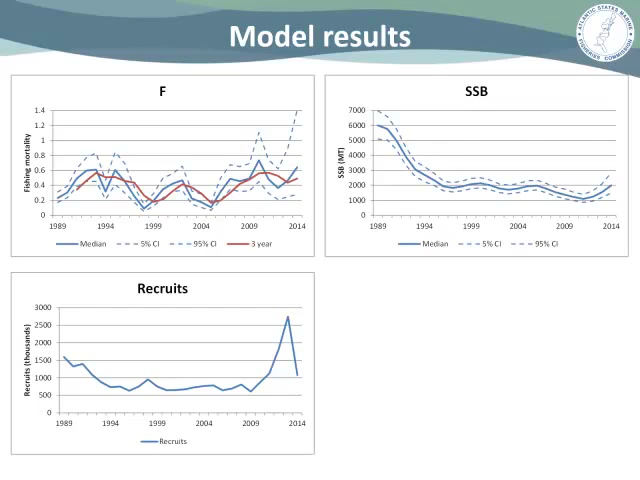 Model results
ATLANTIC STATES MARINE
FISHERIES COMMISSION
F
Fishing mortality
1.4
1.2
1
0.8
0.6
0.4
0.2
0
1989 1994 1999 2004 2009 2014
Median 5% CI 95% CI 3 year
SSB
SSB (MT)
7000
6000
5000
4000
3000
2000
1000
0
1989 1994 1999 2004 2009 2014
Median 5% CI 95% CI
Recruits
Recruits (thousands)
3000
2500
2000
1500
1000
500
0
1989 1994 1999 2004 2009 2014
Recruits